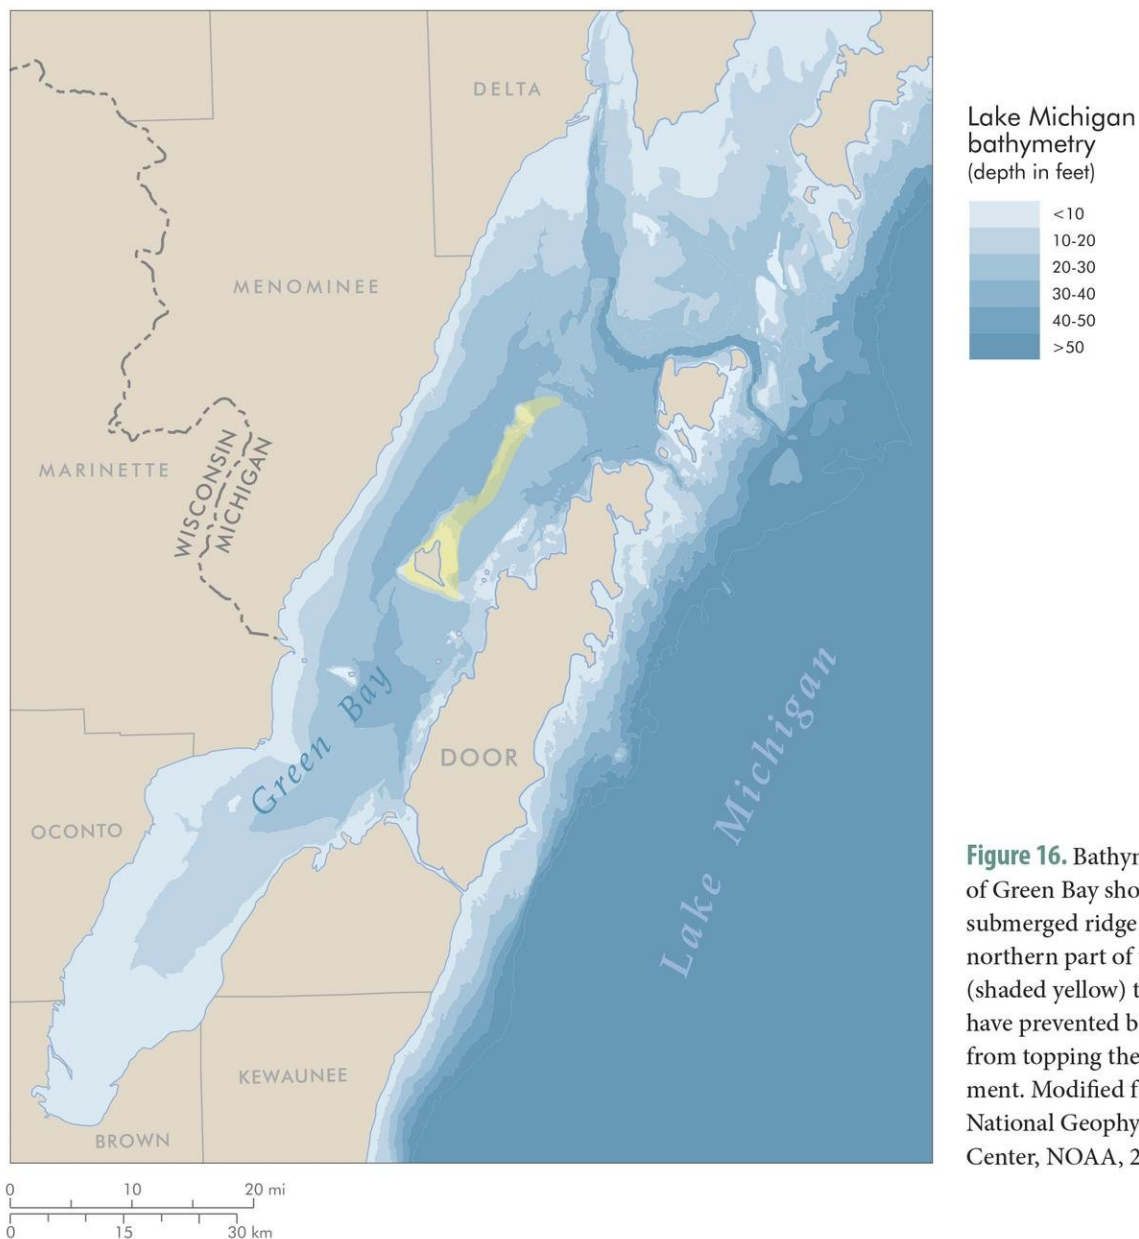 DELTA
MENOMINEE
MARINETTE
WISCONSIN
MICHIGAN
Green Bay
DOOR
OCONTO
Lake Michigan
KEWAUNEE
BROWN
0 10 20 mi
0 15 30 km
Lake Michigan
bathymetry
(depth in feet)
<10
10-20
20-30
30-40
40-50
>50
Figure 16. Bathyn
of Green Bay sho
submerged ridge
northern part of
(shaded yellow) t
have prevented b
from topping the
ment. Modified f
National Geophy
Center, NOAA, 2